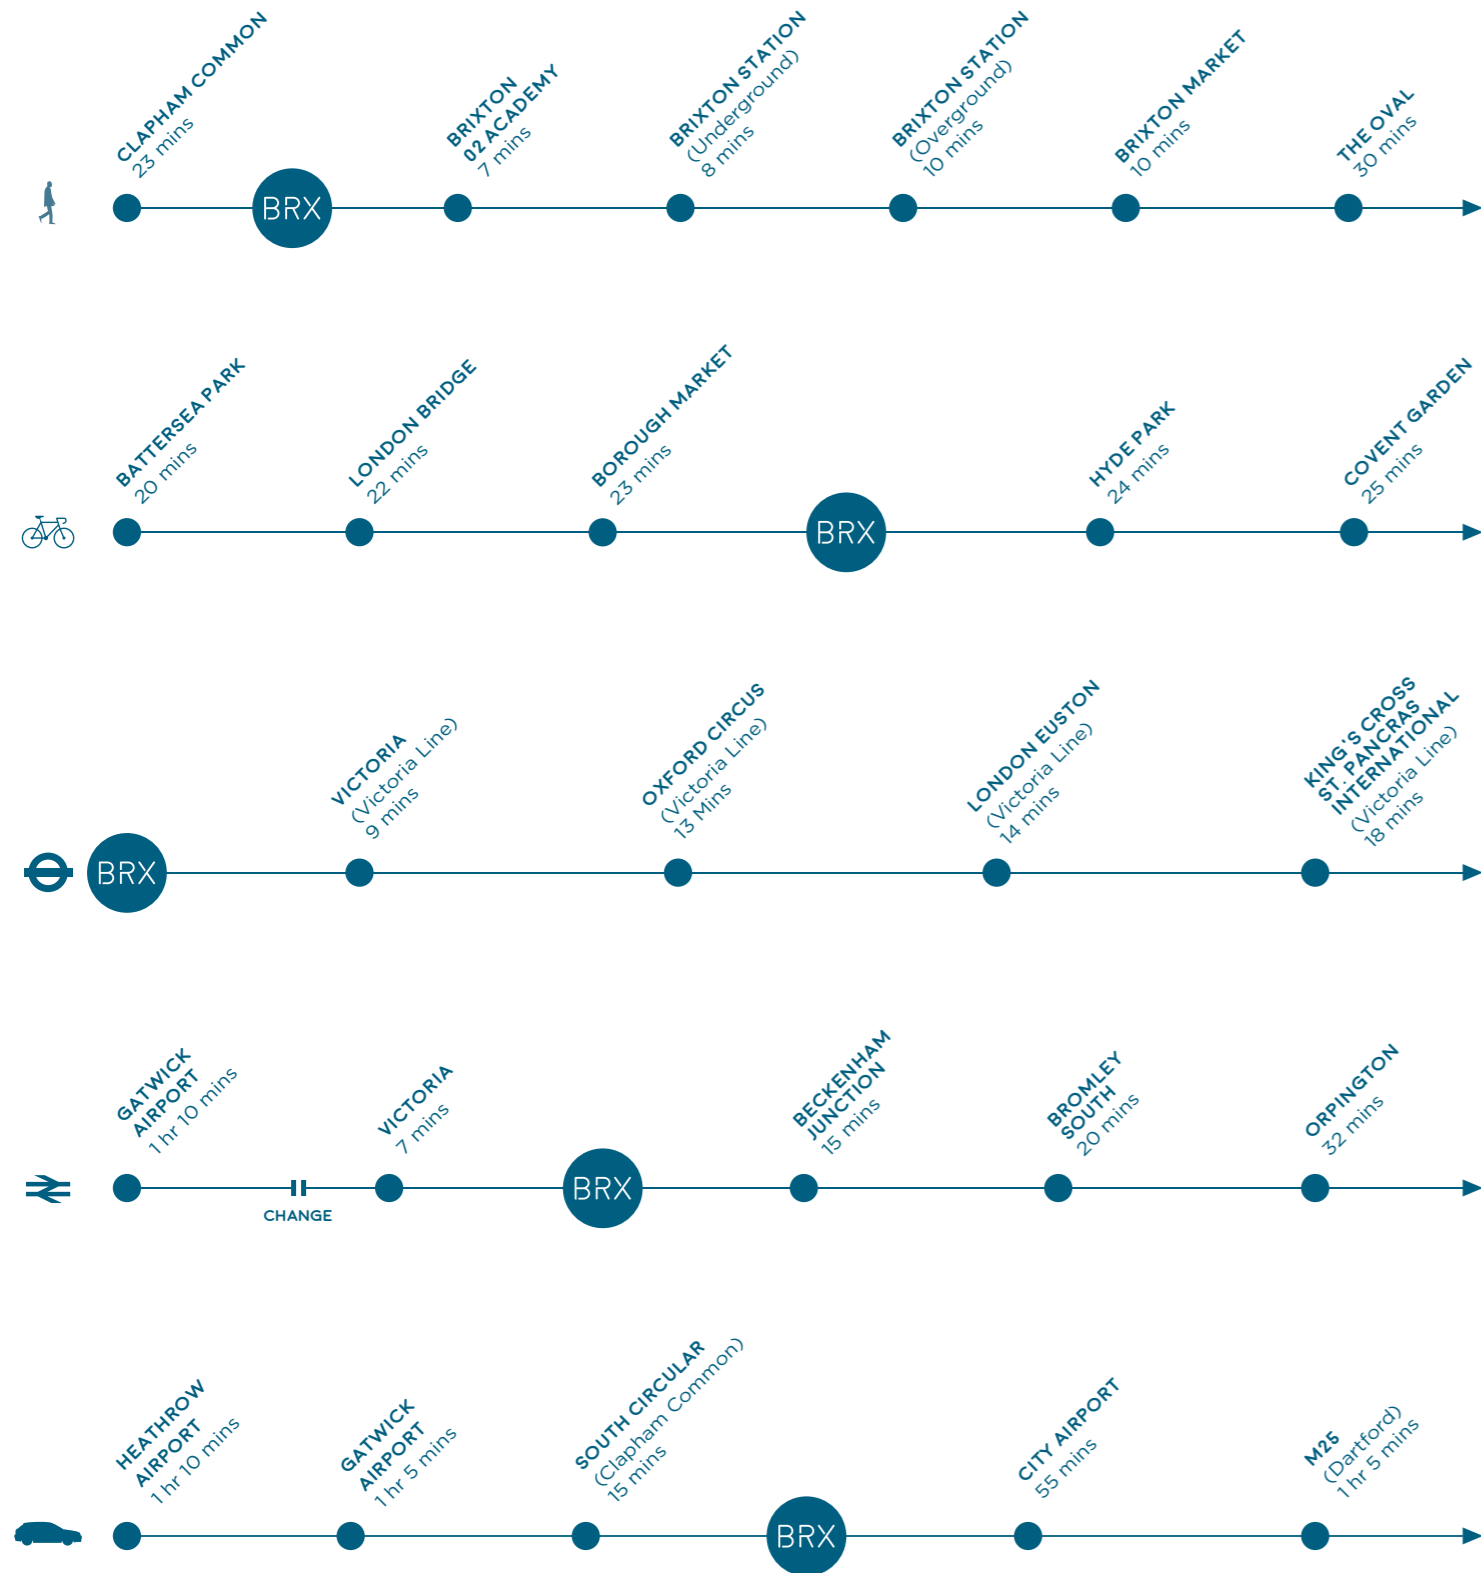 CLAPHAM COMMON
23 mins
BRX
BRIXTON
02 ACADEMY
7 mins
BRIXTON STATION
(Underground)
8 mins
BRIXTON STATION
(Overground)
10 mins
BRIXTON MARKET
10 mins
THE OVAL
30 mins
BATTERSEA PARK
20 mins
LONDON BRIDGE
22 mins
BOROUGH MARKET
23 mins
BRX
HYDE PARK
24 mins
COVENT GARDEN
25 mins
BRX
VICTORIA
(Victoria Line)
9 mins
OXFORD CIRCUS
(Victoria Line)
13 Mins
LONDON EUSTON
(Victoria Line)
14 mins
KING'S CROSS
ST. PANCRAS
INTERNATIONAL
(Victoria Line)
18 mins
GATWICK
AIRPORT
1 hr 10 mins
CHANGE
VICTORIA
7 mins
BRX
BECKENHAM
JUNCTION
15 mins
BROMLEY
SOUTH
20 mins
ORPINGTON
32 mins
HEATHROW
AIRPORT
1 hr 10 mins
GATWICK
AIRPORT
1 hr 5 mins
SOUTH CIRCULAR
(Clapham Common)
15 mins
BRX
CITY AIRPORT
55 mins
M25
(Dartford)
1 hr 5 mins